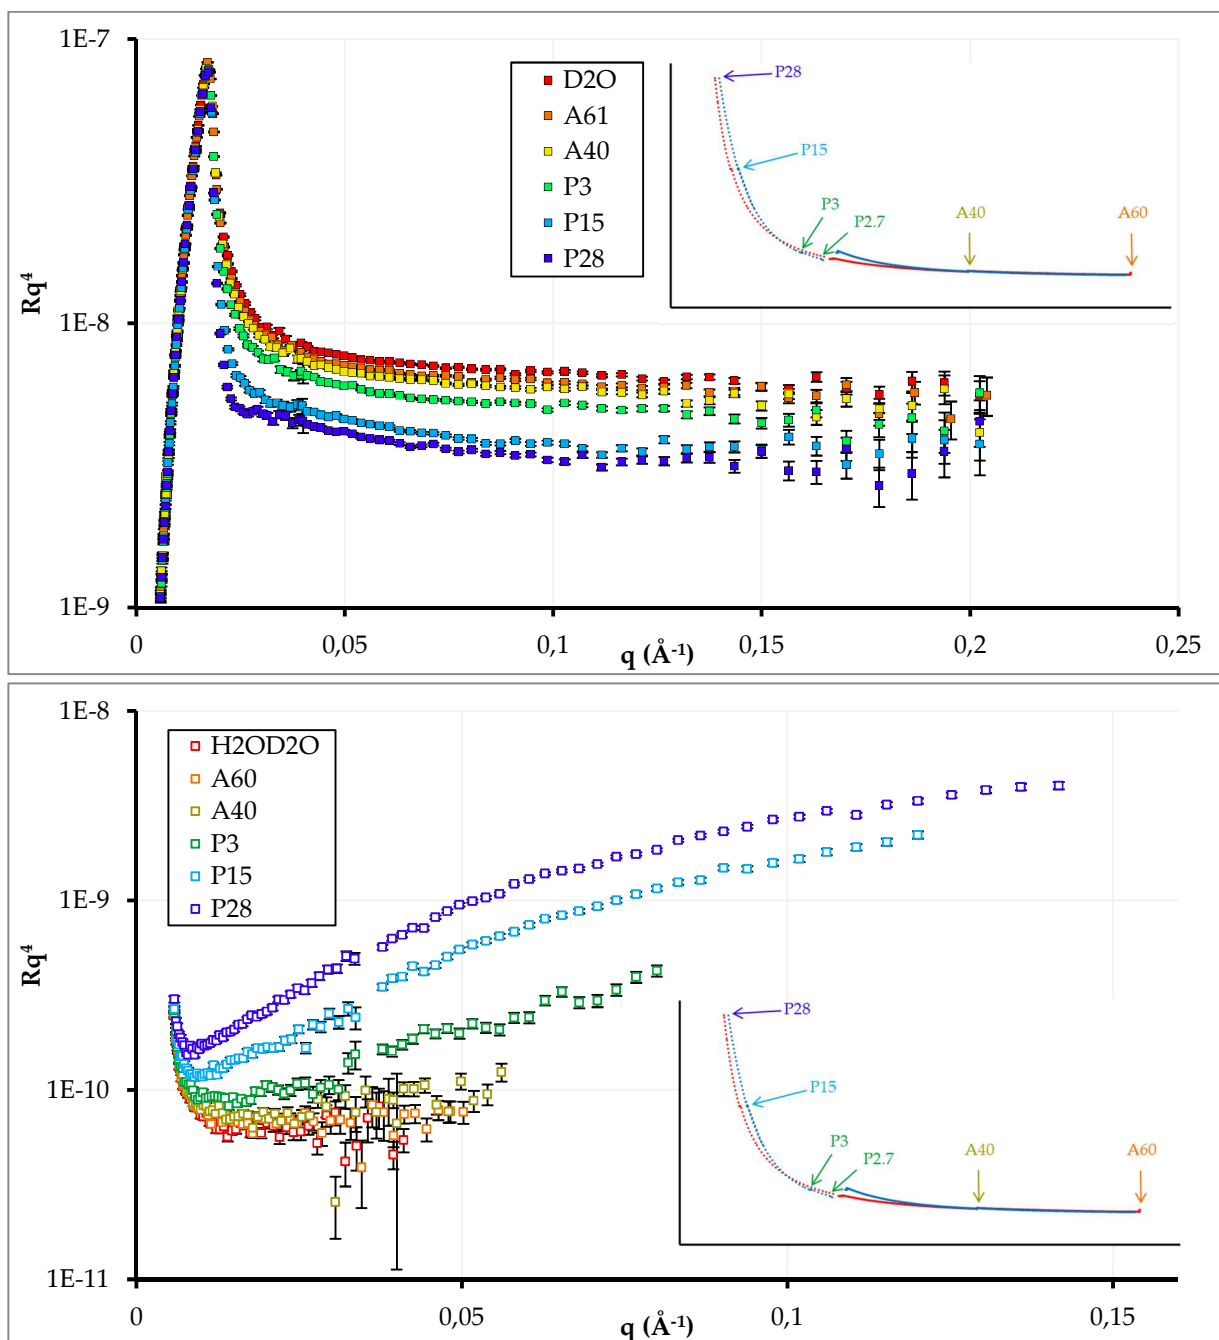 1E-7
1E-8
1E-9
Rq⁴
0
0,05
0,1
0,15
0,2
0,25
q (Å⁻¹)
D2O
A61
A40
P3
P15
P28
P28
P15
P3
P2.7
A40
A60
1E-8
1E-9
1E-10
1E-11
Rq⁴
0
0,05
0,1
0,15
q (Å⁻¹)
H2OD2O
A60
A40
P3
P15
P28
P28
P15
P3
P2.7
A40
A60